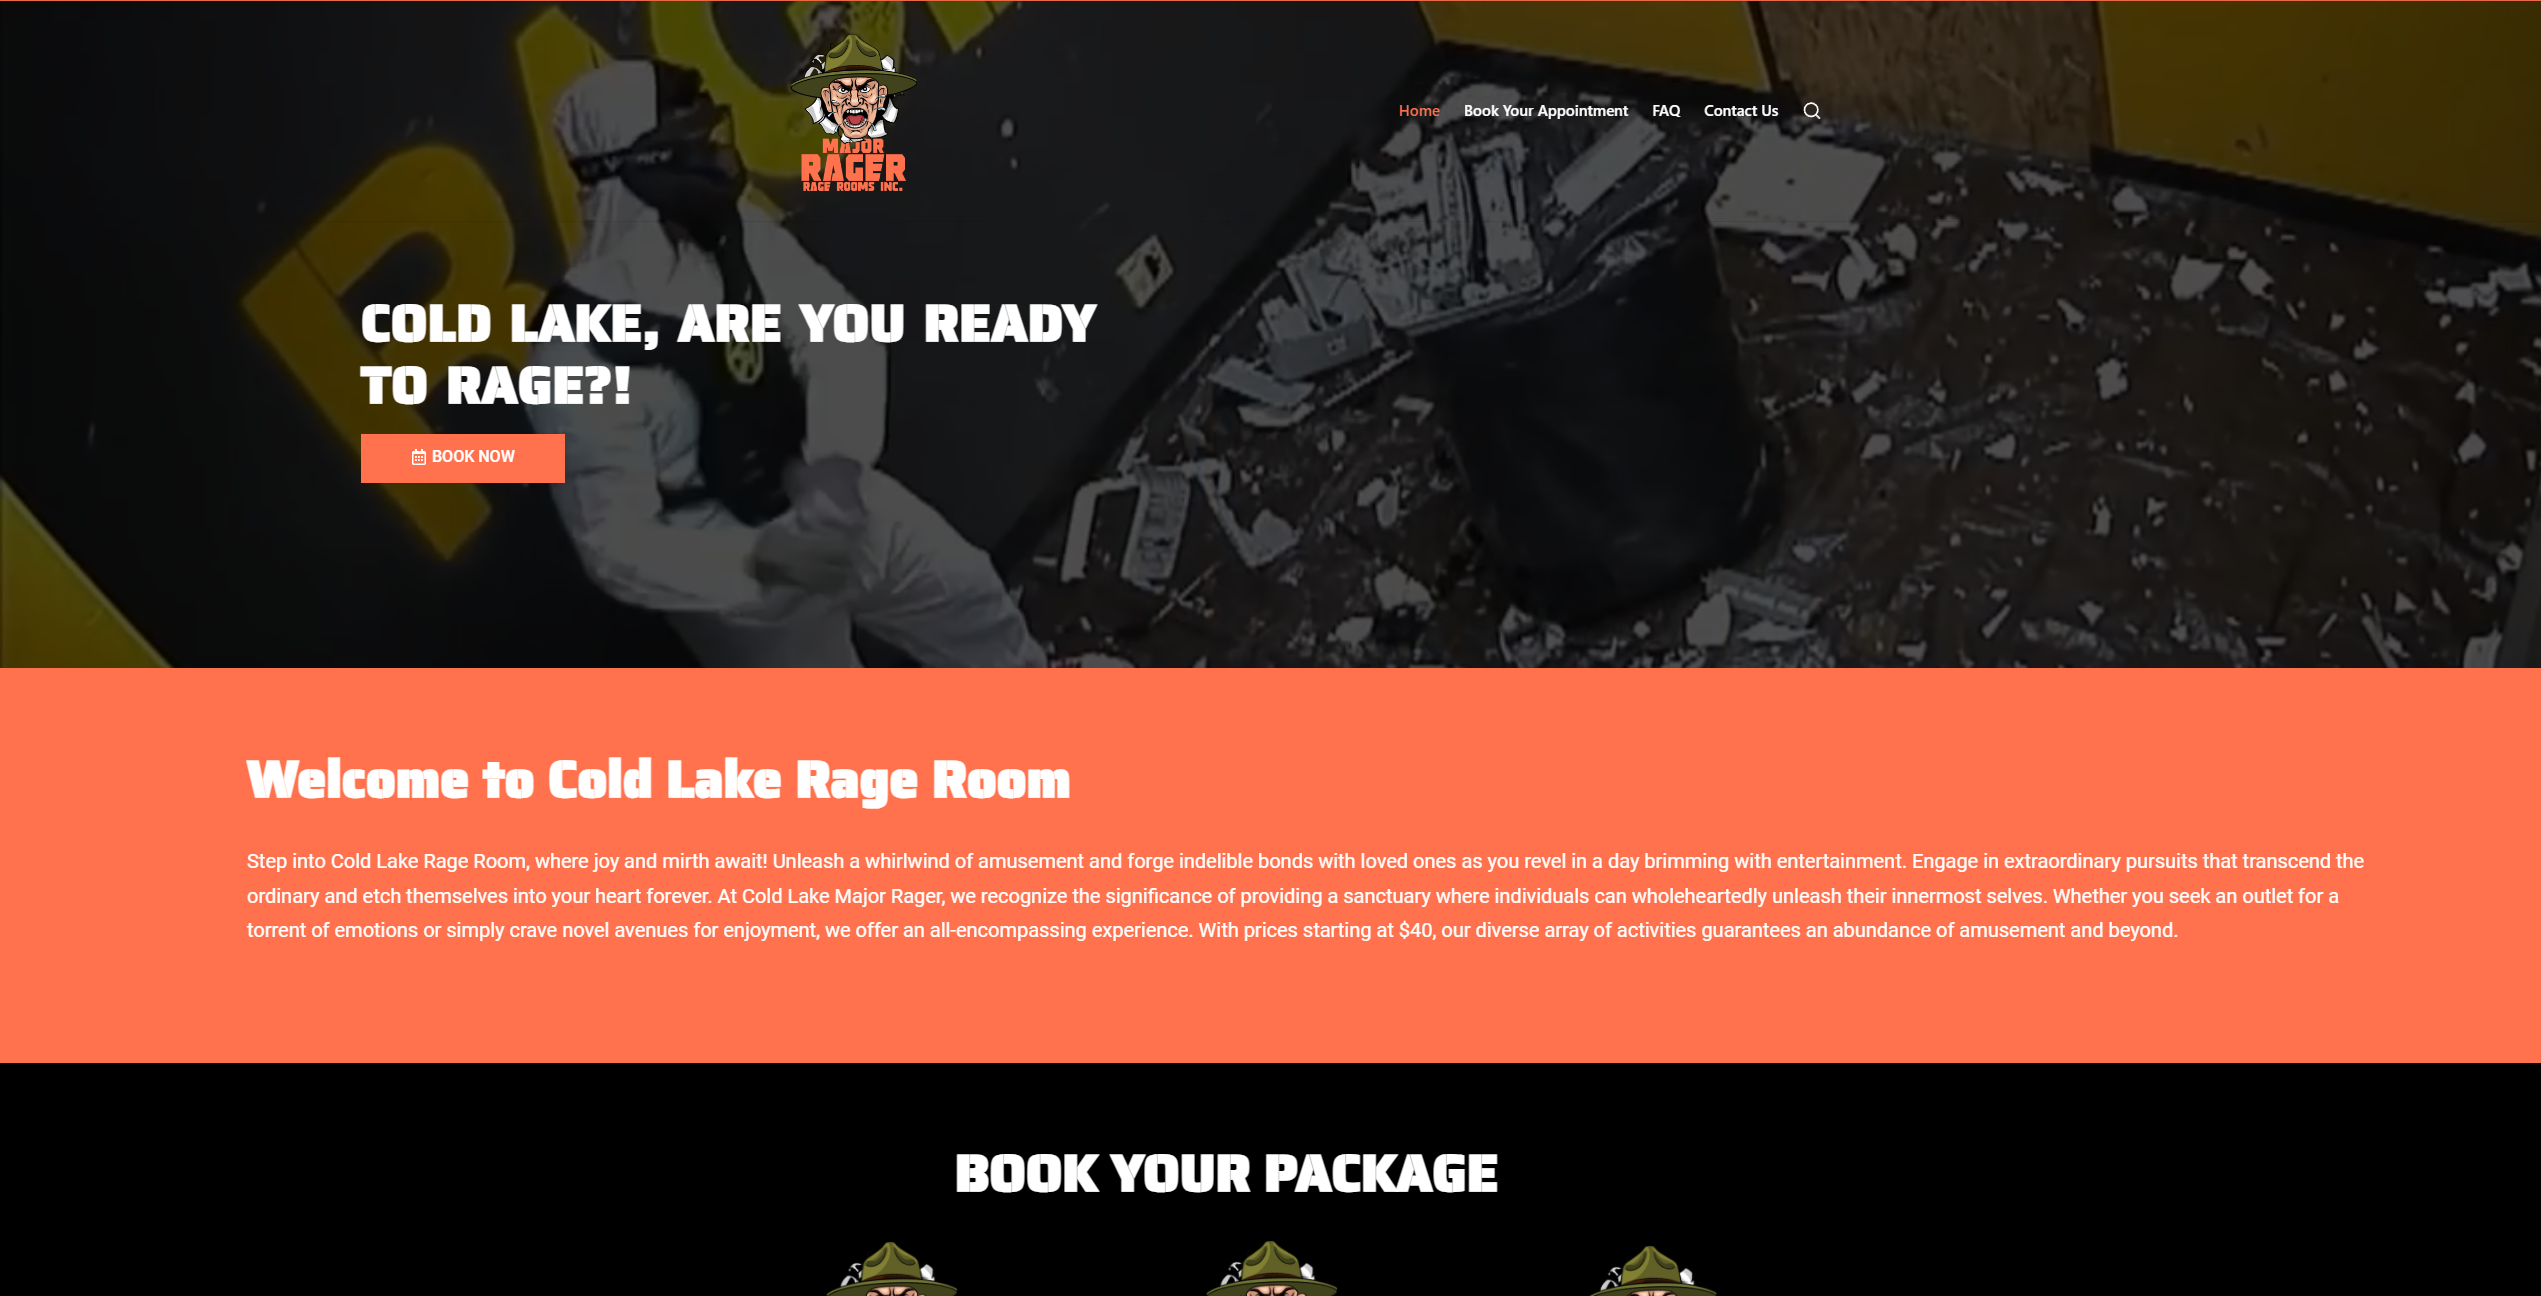 MAJOR
RAGER
RAGE ROOMS INC.
Home Book Your Appointment FAQ Contact Us
RAGE
COLD LAKE, ARE YOU READY
TO RAGE?!
BOOK NOW
Welcome to Cold Lake Rage Room
Step into Cold Lake Rage Room, where joy and mirth await! Unleash a whirlwind of amusement and forge indelible bonds with loved ones as you revel in a day brimming with entertainment. Engage in extraordinary pursuits that transcend the
ordinary and etch themselves into your heart forever. At Cold Lake Major Rager, we recognize the significance of providing a sanctuary where individuals can wholeheartedly unleash their innermost selves. Whether you seek an outlet for a
torrent of emotions or simply crave novel avenues for enjoyment, we offer an all-encompassing experience. With prices starting at $40, our diverse array of activities guarantees an abundance of amusement and beyond.
BOOK YOUR PACKAGE